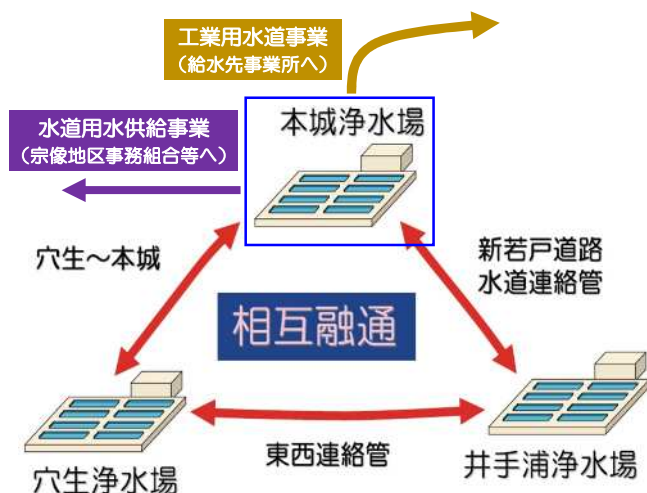 工業用水道事業
（給水先事業所へ）
水道用水供給事業
（宗像地区事務組合等へ）
本城浄水場
穴生～本城
新若戸道路
水道連絡管
相互融通
東西連絡管
穴生浄水場
井手浦浄水場